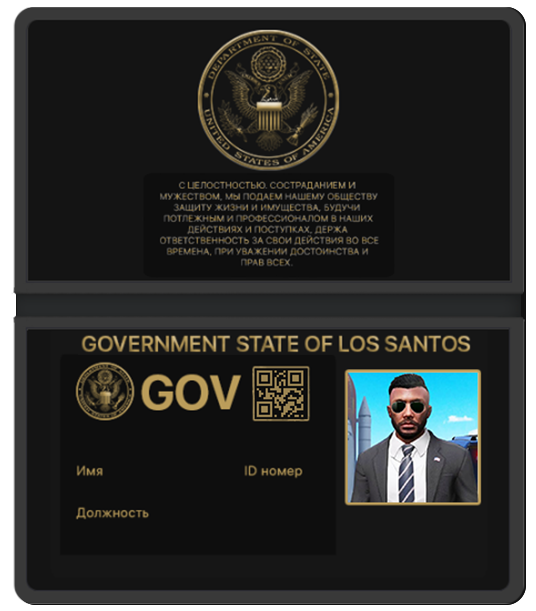 DEPARTMENT OF STATE
UNITED STATES OF AMERICA
С ЦЕЛОСТНОСТЬЮ, СОСТРАДАНИЕМ И
МУЖЕСТВОМ, МЫ ПОДАЕМ НАШЕМУ ОБЩЕСТВУ
ЗАЩИТУ ЖИЗНИ И ИМУЩЕСТВА, БУДУЧИ
ПОТЛЕЖНЫМ И ПРОФЕССИОНАЛОМ В НАШИХ
ДЕЙСТВИЯХ И ПОСТУПКАХ, ДЕРЖА
ОТВЕТСТВЕННОСТЬ ЗА СВОИ ДЕЙСТВИЯ ВО ВСЕ
ВРЕМЕНА, ПРИ УВАЖЕНИИ ДОСТОИНСТВА И
ПРАВ ВСЕХ.
GOVERNMENT STATE OF LOS SANTOS
GOV
Имя
ID номер
Должность